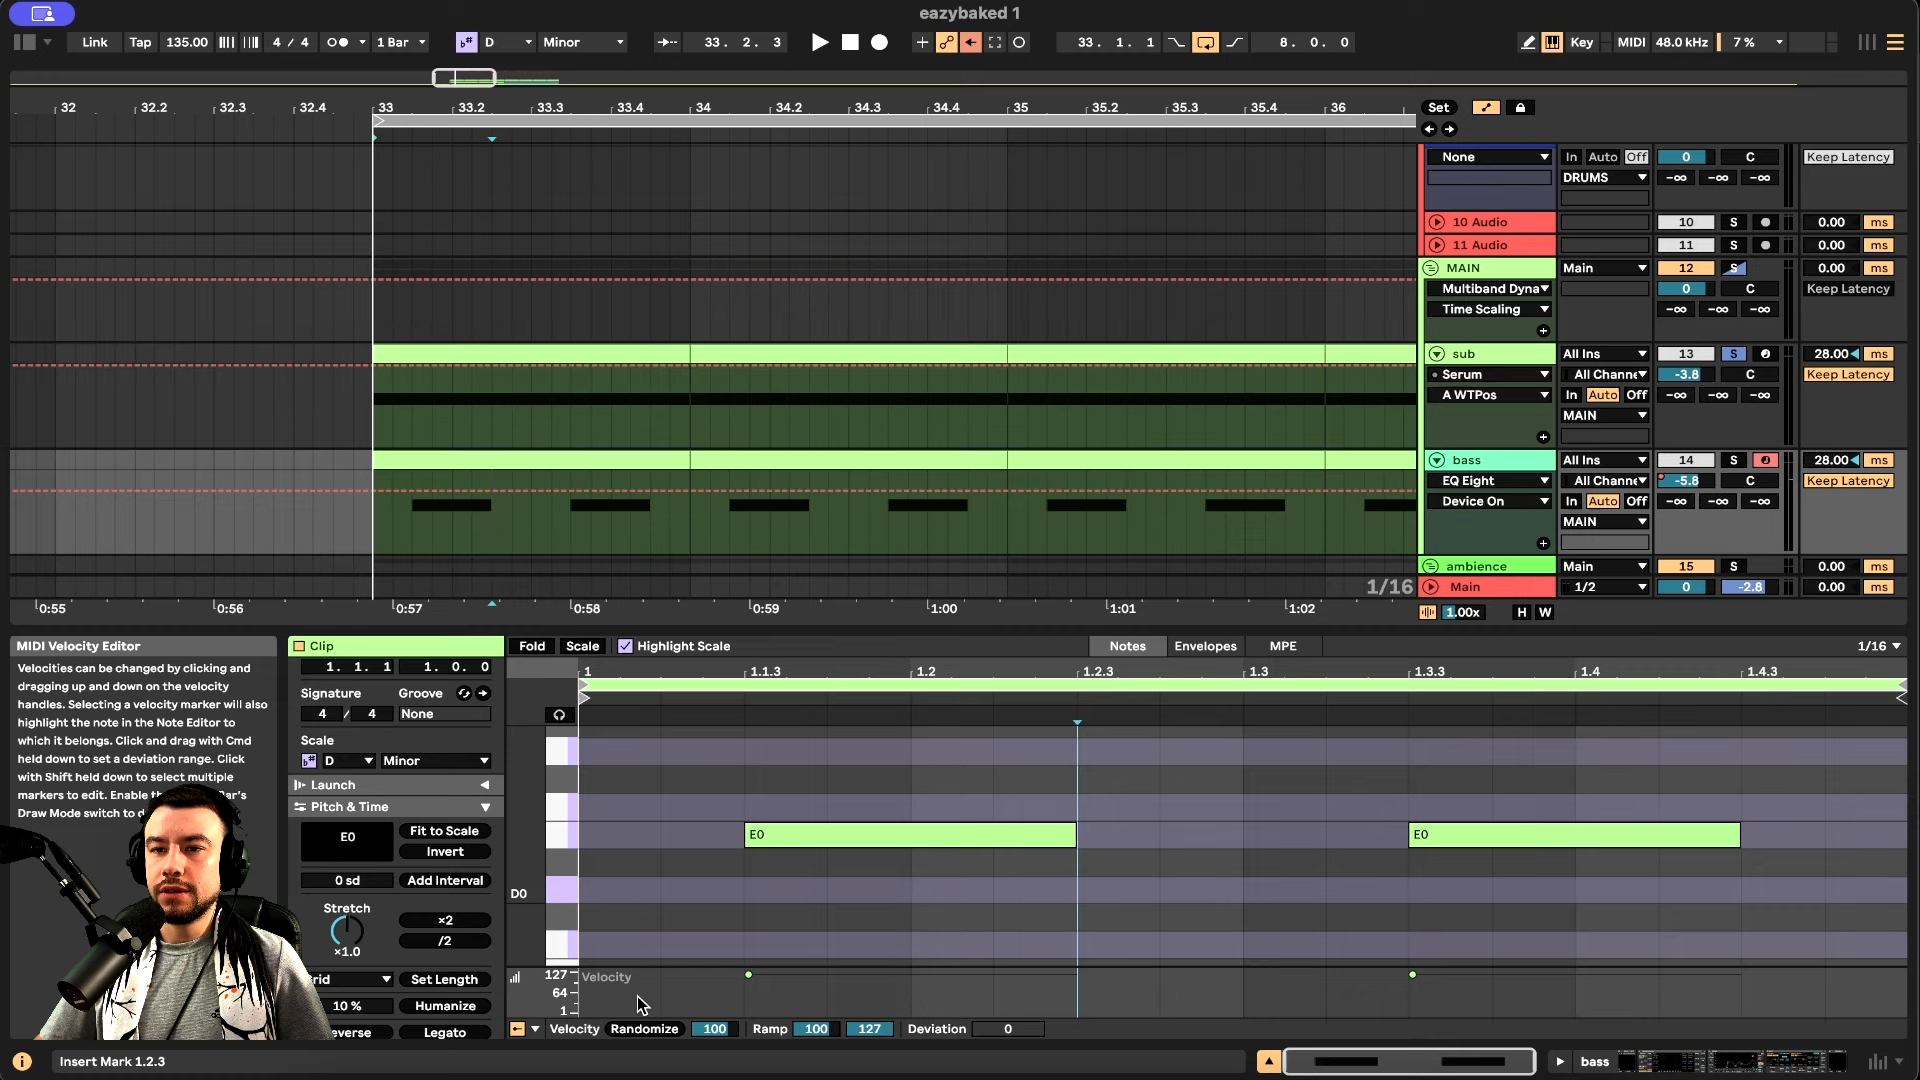 eazybaked 1
Link Tap 135.00 4 / 4 1 Bar D Minor 33. 2. 3 33. 1. 1 8. 0. 0 Key MIDI 48.0 kHz 7 %
32 32.2 32.3 32.4 33 33.2 33.3 33.4 34 34.2 34.3 34.4 35 35.2 35.3 35.4 36 Set
None In Auto Off 0 C Keep Latency
DRUMS -∞ -∞ -∞
10 Audio 10 S 0.00 ms
11 Audio 11 S 0.00 ms
MAIN Main 12 S 0.00 ms
Multiband Dyna 0 C Keep Latency
Time Scaling -∞ -∞ -∞
sub All Ins 13 S 28.00 ms
Serum All Channe -3.8 C Keep Latency
A WTPos In Auto Off -∞ -∞ -∞
MAIN
bass All Ins 14 S 28.00 ms
EQ Eight All Channe -5.8 C Keep Latency
Device On In Auto Off -∞ -∞ -∞
MAIN
ambience Main 15 S 0.00 ms
1/16 Main 1/2 0 -2.8 0.00 ms
0:55 0:56 0:57 0:58 0:59 1:00 1:01 1:02 1.00x H W
MIDI Velocity Editor
Velocities can be changed by clicking and
dragging up and down on the velocity
handles. Selecting a velocity marker will also
highlight the note in the Note Editor to
which it belongs. Click and drag with Cmd
held down to set a deviation range. Click
with Shift held down to select multiple
markers to edit. Enable
Draw Mode switch to
Clip
1. 1. 1 1. 0. 0
Signature Groove
4 / 4 None
Scale
D Minor
Launch
Pitch & Time
E0 Fit to Scale
Invert
0 sd Add Interval
Stretch
×2
×1.0 /2
Set Length
10 % Humanize
Legato
Fold Scale Highlight Scale Notes Envelopes MPE 1/16
1 1.1.3 1.2 1.2.3 1.3 1.3.3 1.4 1.4.3
E0 E0
D0
127 Velocity
64
1
Velocity Randomize 100 Ramp 100 127 Deviation 0
Insert Mark 1.2.3 bass